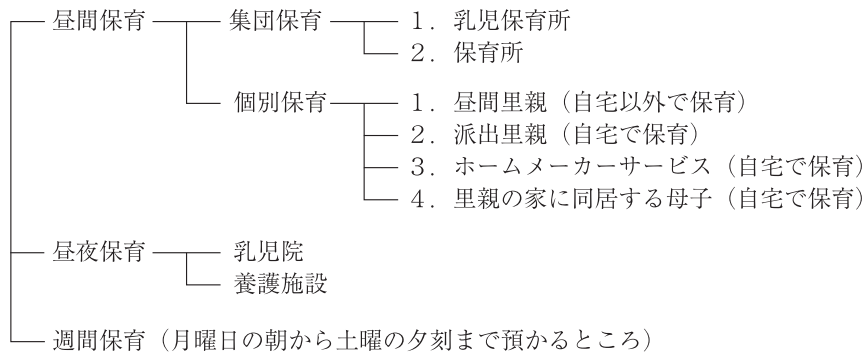 昼間保育 集団保育 1．乳児保育所
2．保育所
個別保育 1．昼間里親（自宅以外で保育）
2．派出里親（自宅で保育）
3．ホームメーカーサービス（自宅で保育）
4．里親の家に同居する母子（自宅で保育）
昼夜保育 乳児院
養護施設
週間保育（月曜日の朝から土曜の夕刻まで預かるところ）